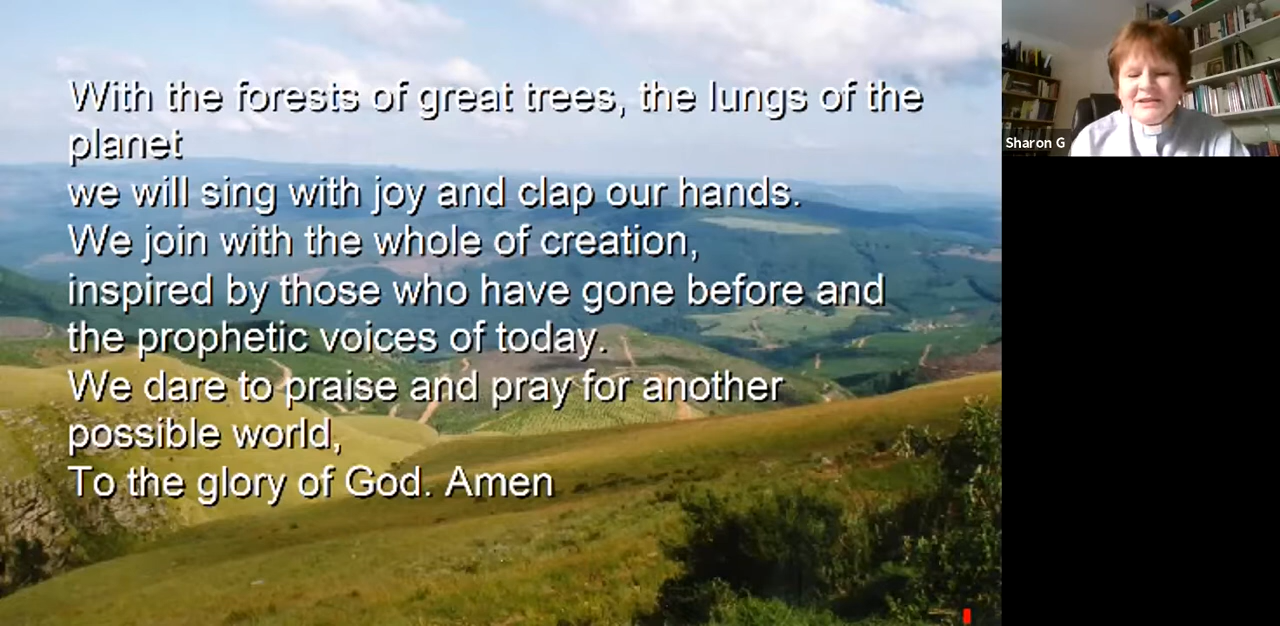 With the forests of great trees, the lungs of the
planet
we will sing with joy and clap our hands.
We join with the whole of creation,
inspired by those who have gone before and
the prophetic voices of today.
We dare to praise and pray for another
possible world,
To the glory of God. Amen
Sharon G